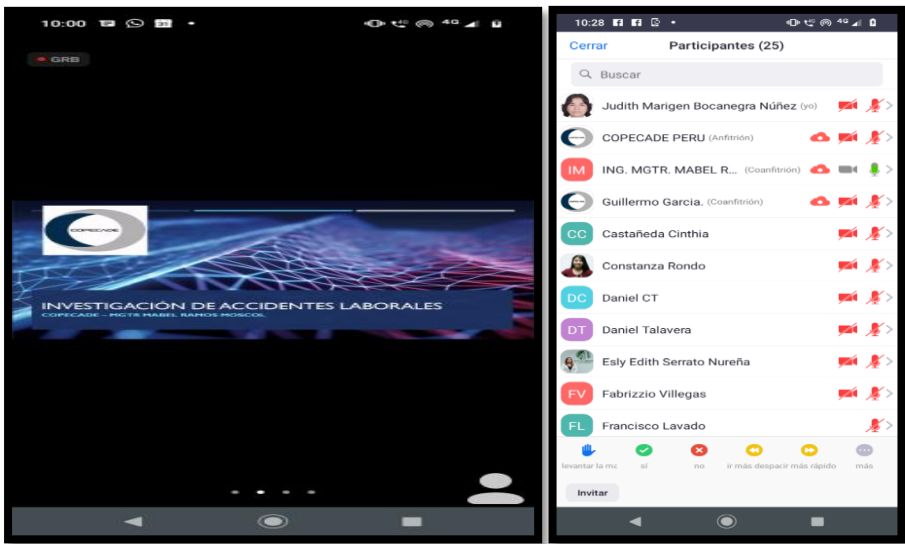 10:00
31
4G
GRB
COPECADE
INVESTIGACIÓN DE ACCIDENTES LABORALES
COPECADE - MGTR MABEL RAMOS MOSCOL
10:28
4G
Cerrar
Participantes (25)
Buscar
Judith Marigen Bocanegra Núñez (yo)
COPECADE PERU (Anfitrión)
IM
ING. MGTR. MABEL R... (Coanfitrión)
Guillermo Garcia. (Coanfitrión)
CC
Castañeda Cinthia
Constanza Rondo
DC
Daniel CT
DT
Daniel Talavera
Esly Edith Serrato Nureña
FV
Fabrizzio Villegas
FL
Francisco Lavado
levantar la ma
sí
no
ir más despac
ir más rápido
más
Invitar